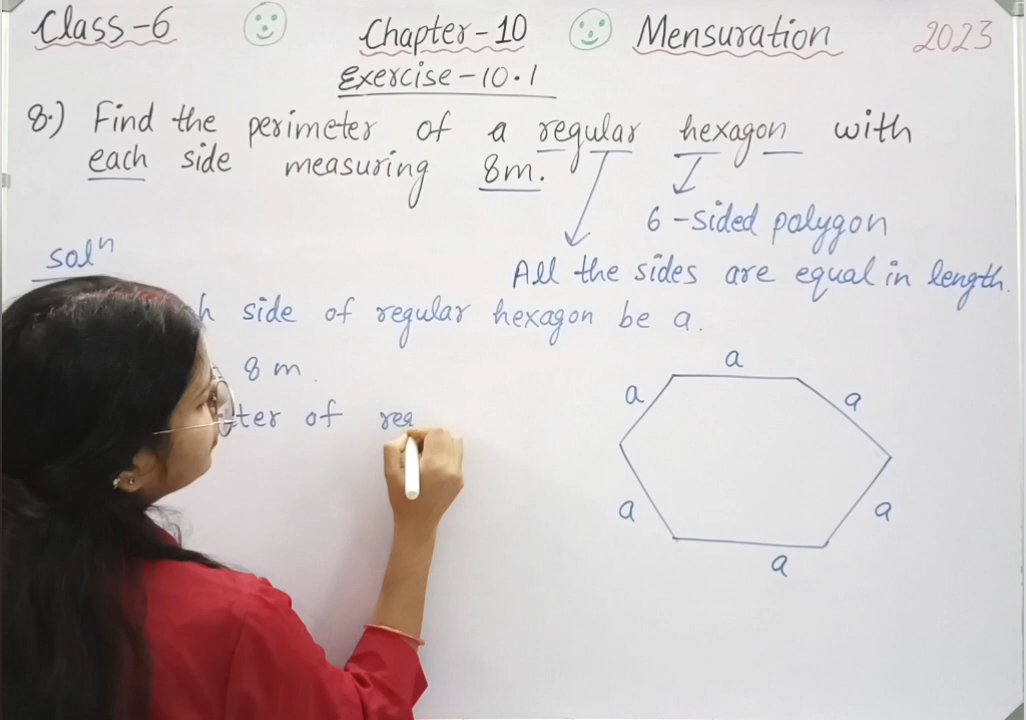 Class-6 Chapter-10 Mensuration 2023
Exercise-10.1
8.) Find the perimeter of a regular hexagon with
each side measuring 8m.
6-sided polygon
solⁿ
All the sides are equal in length.
h side of regular hexagon be a.
8 m.
ter of reg
a
a
a
a
a
a